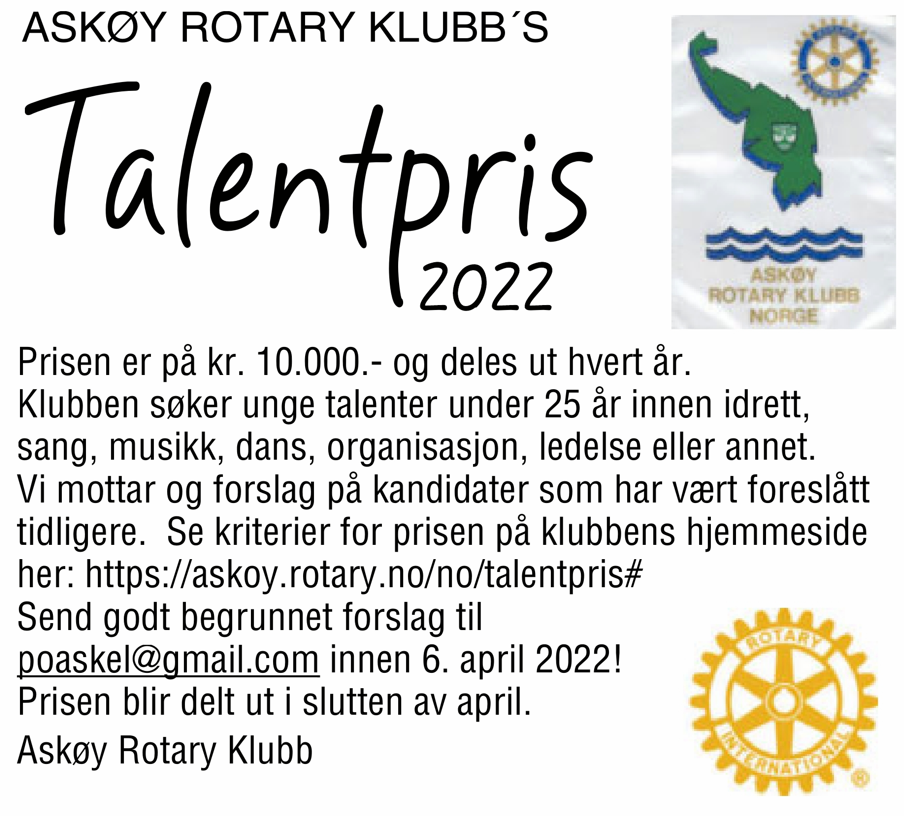 ASKØY ROTARY KLUBB´S
Talentpris
2022
ROTARY
INTERNATIONAL
ASKØY
ROTARY KLUBB
NORGE
Prisen er på kr. 10.000.- og deles ut hvert år.
Klubben søker unge talenter under 25 år innen idrett,
sang, musikk, dans, organisasjon, ledelse eller annet.
Vi mottar og forslag på kandidater som har vært foreslått
tidligere.  Se kriterier for prisen på klubbens hjemmeside
her: https://askoy.rotary.no/no/talentpris#
Send godt begrunnet forslag til
poaskel@gmail.com innen 6. april 2022!
Prisen blir delt ut i slutten av april.
Askøy Rotary Klubb
ROTARY
INTERNATIONAL
®